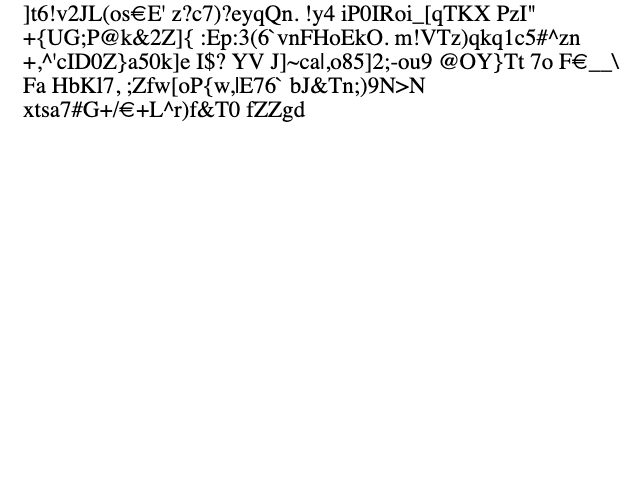 ]t6!v2JL(os€E' z?c7)?eyqQn. !y4 iP0IRoi_[qTKX PzI"
+{UG;P@k&2Z]{ :Ep:3(6`vnFHoEkO. m!VTz)qkq1c5#^zn
+,^'cID0Z}a50k]e I$? YV J]~ca|,o85]2;-ou9 @OY}Tt 7o F€__\
Fa HbKl7, ;Zfw[oP{w,|E76` bJ&Tn;)9N>N
xtsa7#G+/€+L^r)f&T0 fZZgd